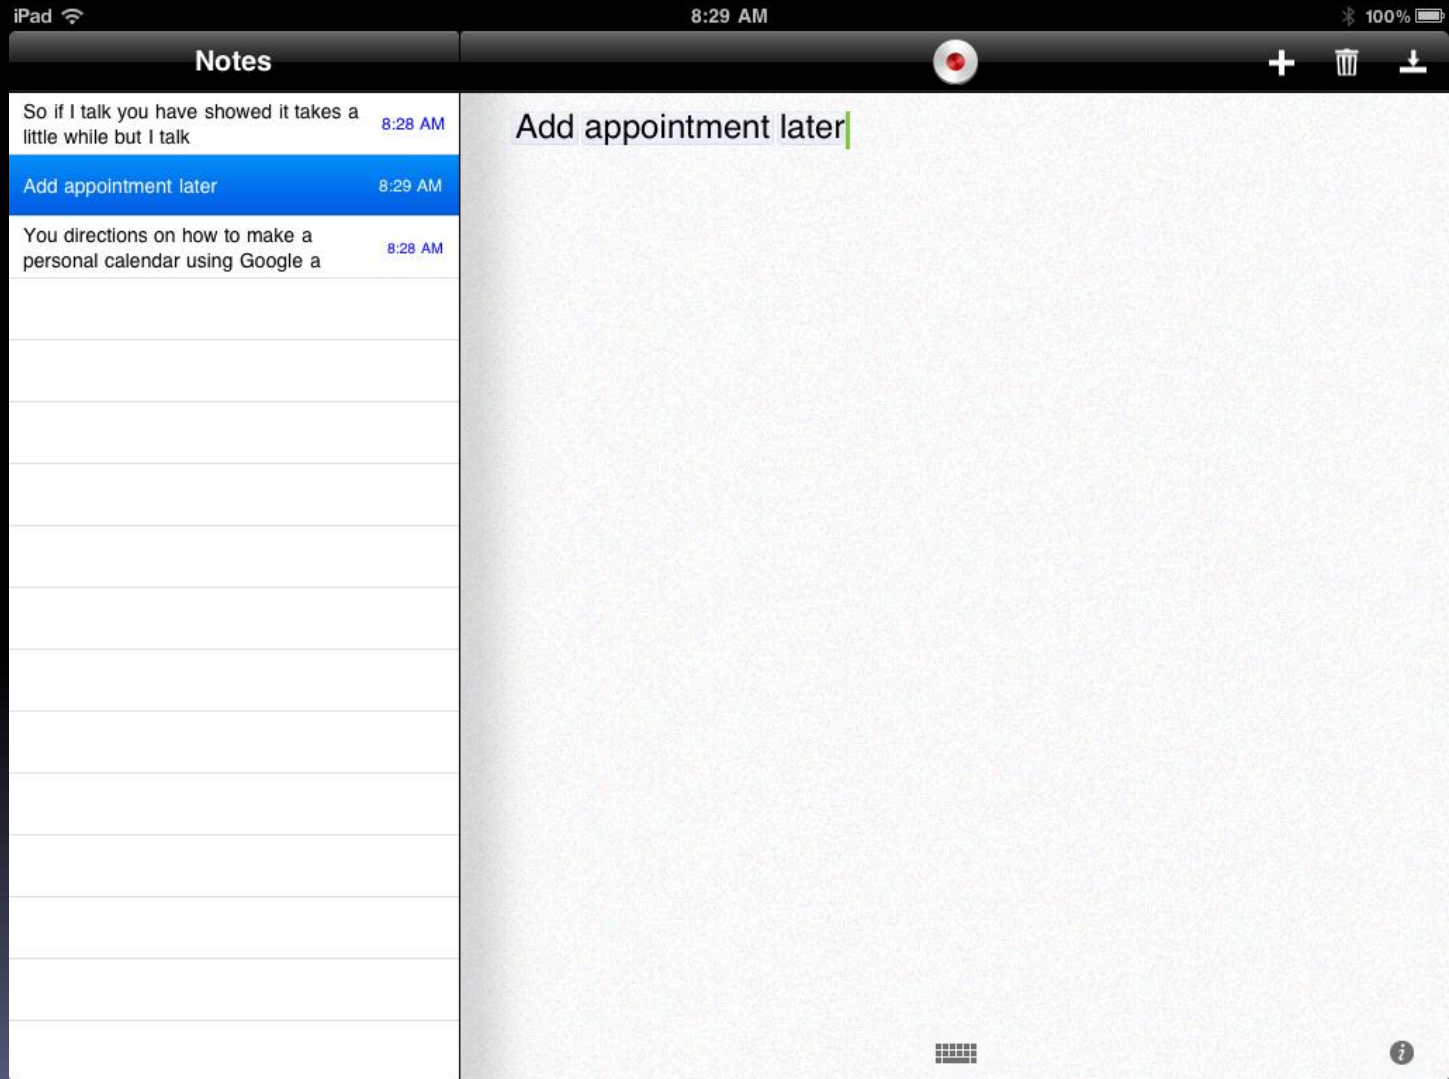 iPad
8:29 AM
100%
Notes
So if I talk you have showed it takes a
little while but I talk
8:28 AM
Add appointment later
8:29 AM
You directions on how to make a
personal calendar using Google a
8:28 AM
Add appointment later